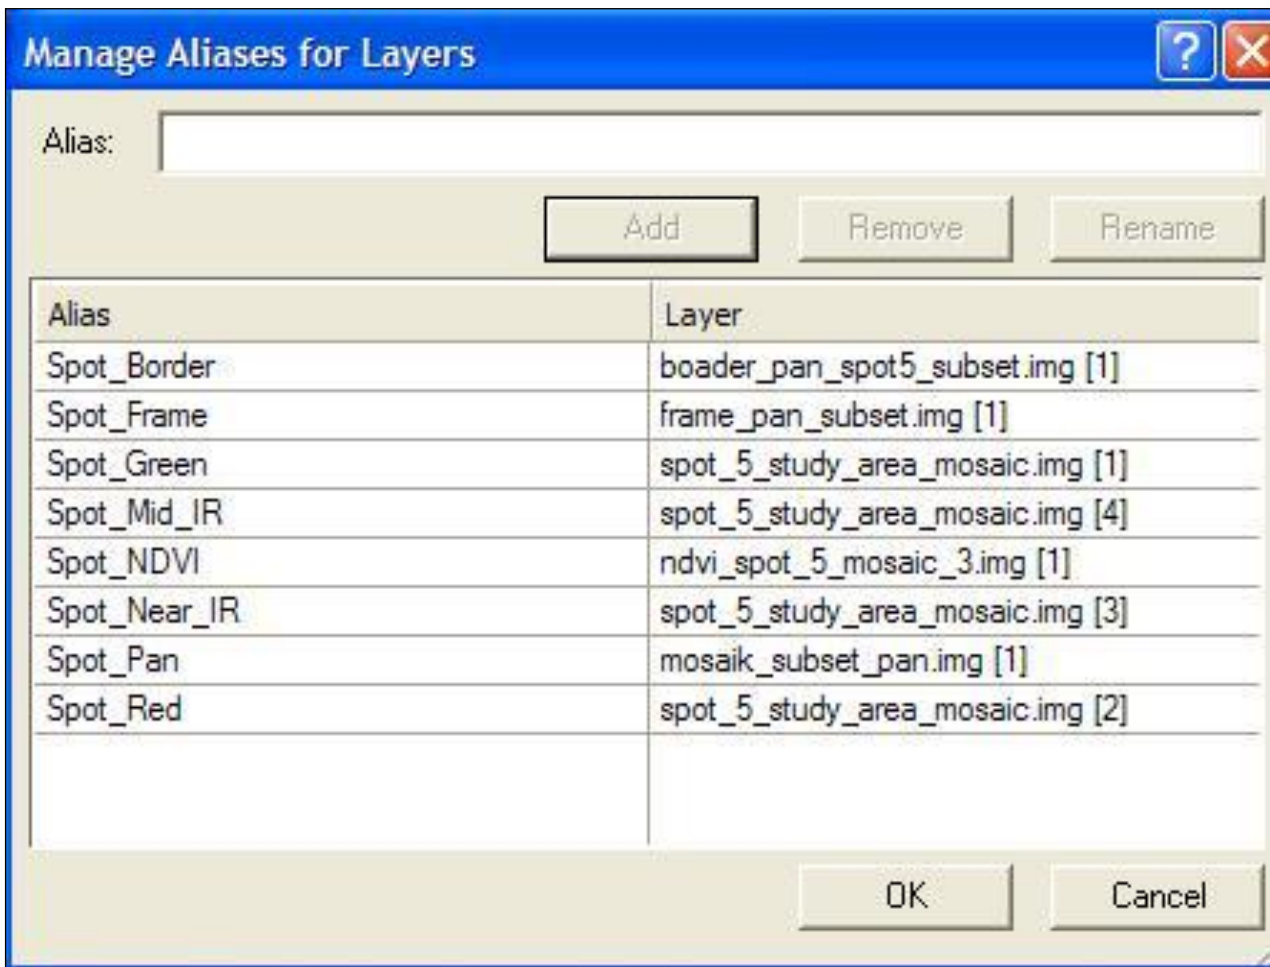 Manage Aliases for Layers ?
Alias:
Add Remove Rename
Alias Layer
Spot_Border boader_pan_spot5_subset.img [1]
Spot_Frame frame_pan_subset.img [1]
Spot_Green spot_5_study_area_mosaic.img [1]
Spot_Mid_IR spot_5_study_area_mosaic.img [4]
Spot_NDVI ndvi_spot_5_mosaic_3.img [1]
Spot_Near_IR spot_5_study_area_mosaic.img [3]
Spot_Pan mosaik_subset_pan.img [1]
Spot_Red spot_5_study_area_mosaic.img [2]
OK Cancel